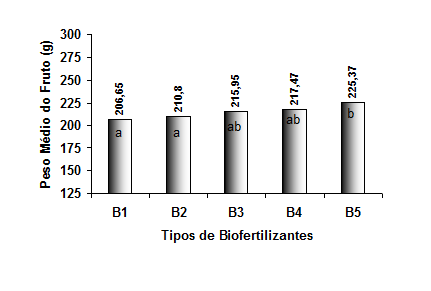 Peso Médio do Fruto (g)
300
275
250
225
200
175
150
125
206,65
210,8
215,95
217,47
225,37
a
a
ab
ab
b
B1
B2
B3
B4
B5
Tipos de Biofertilizantes